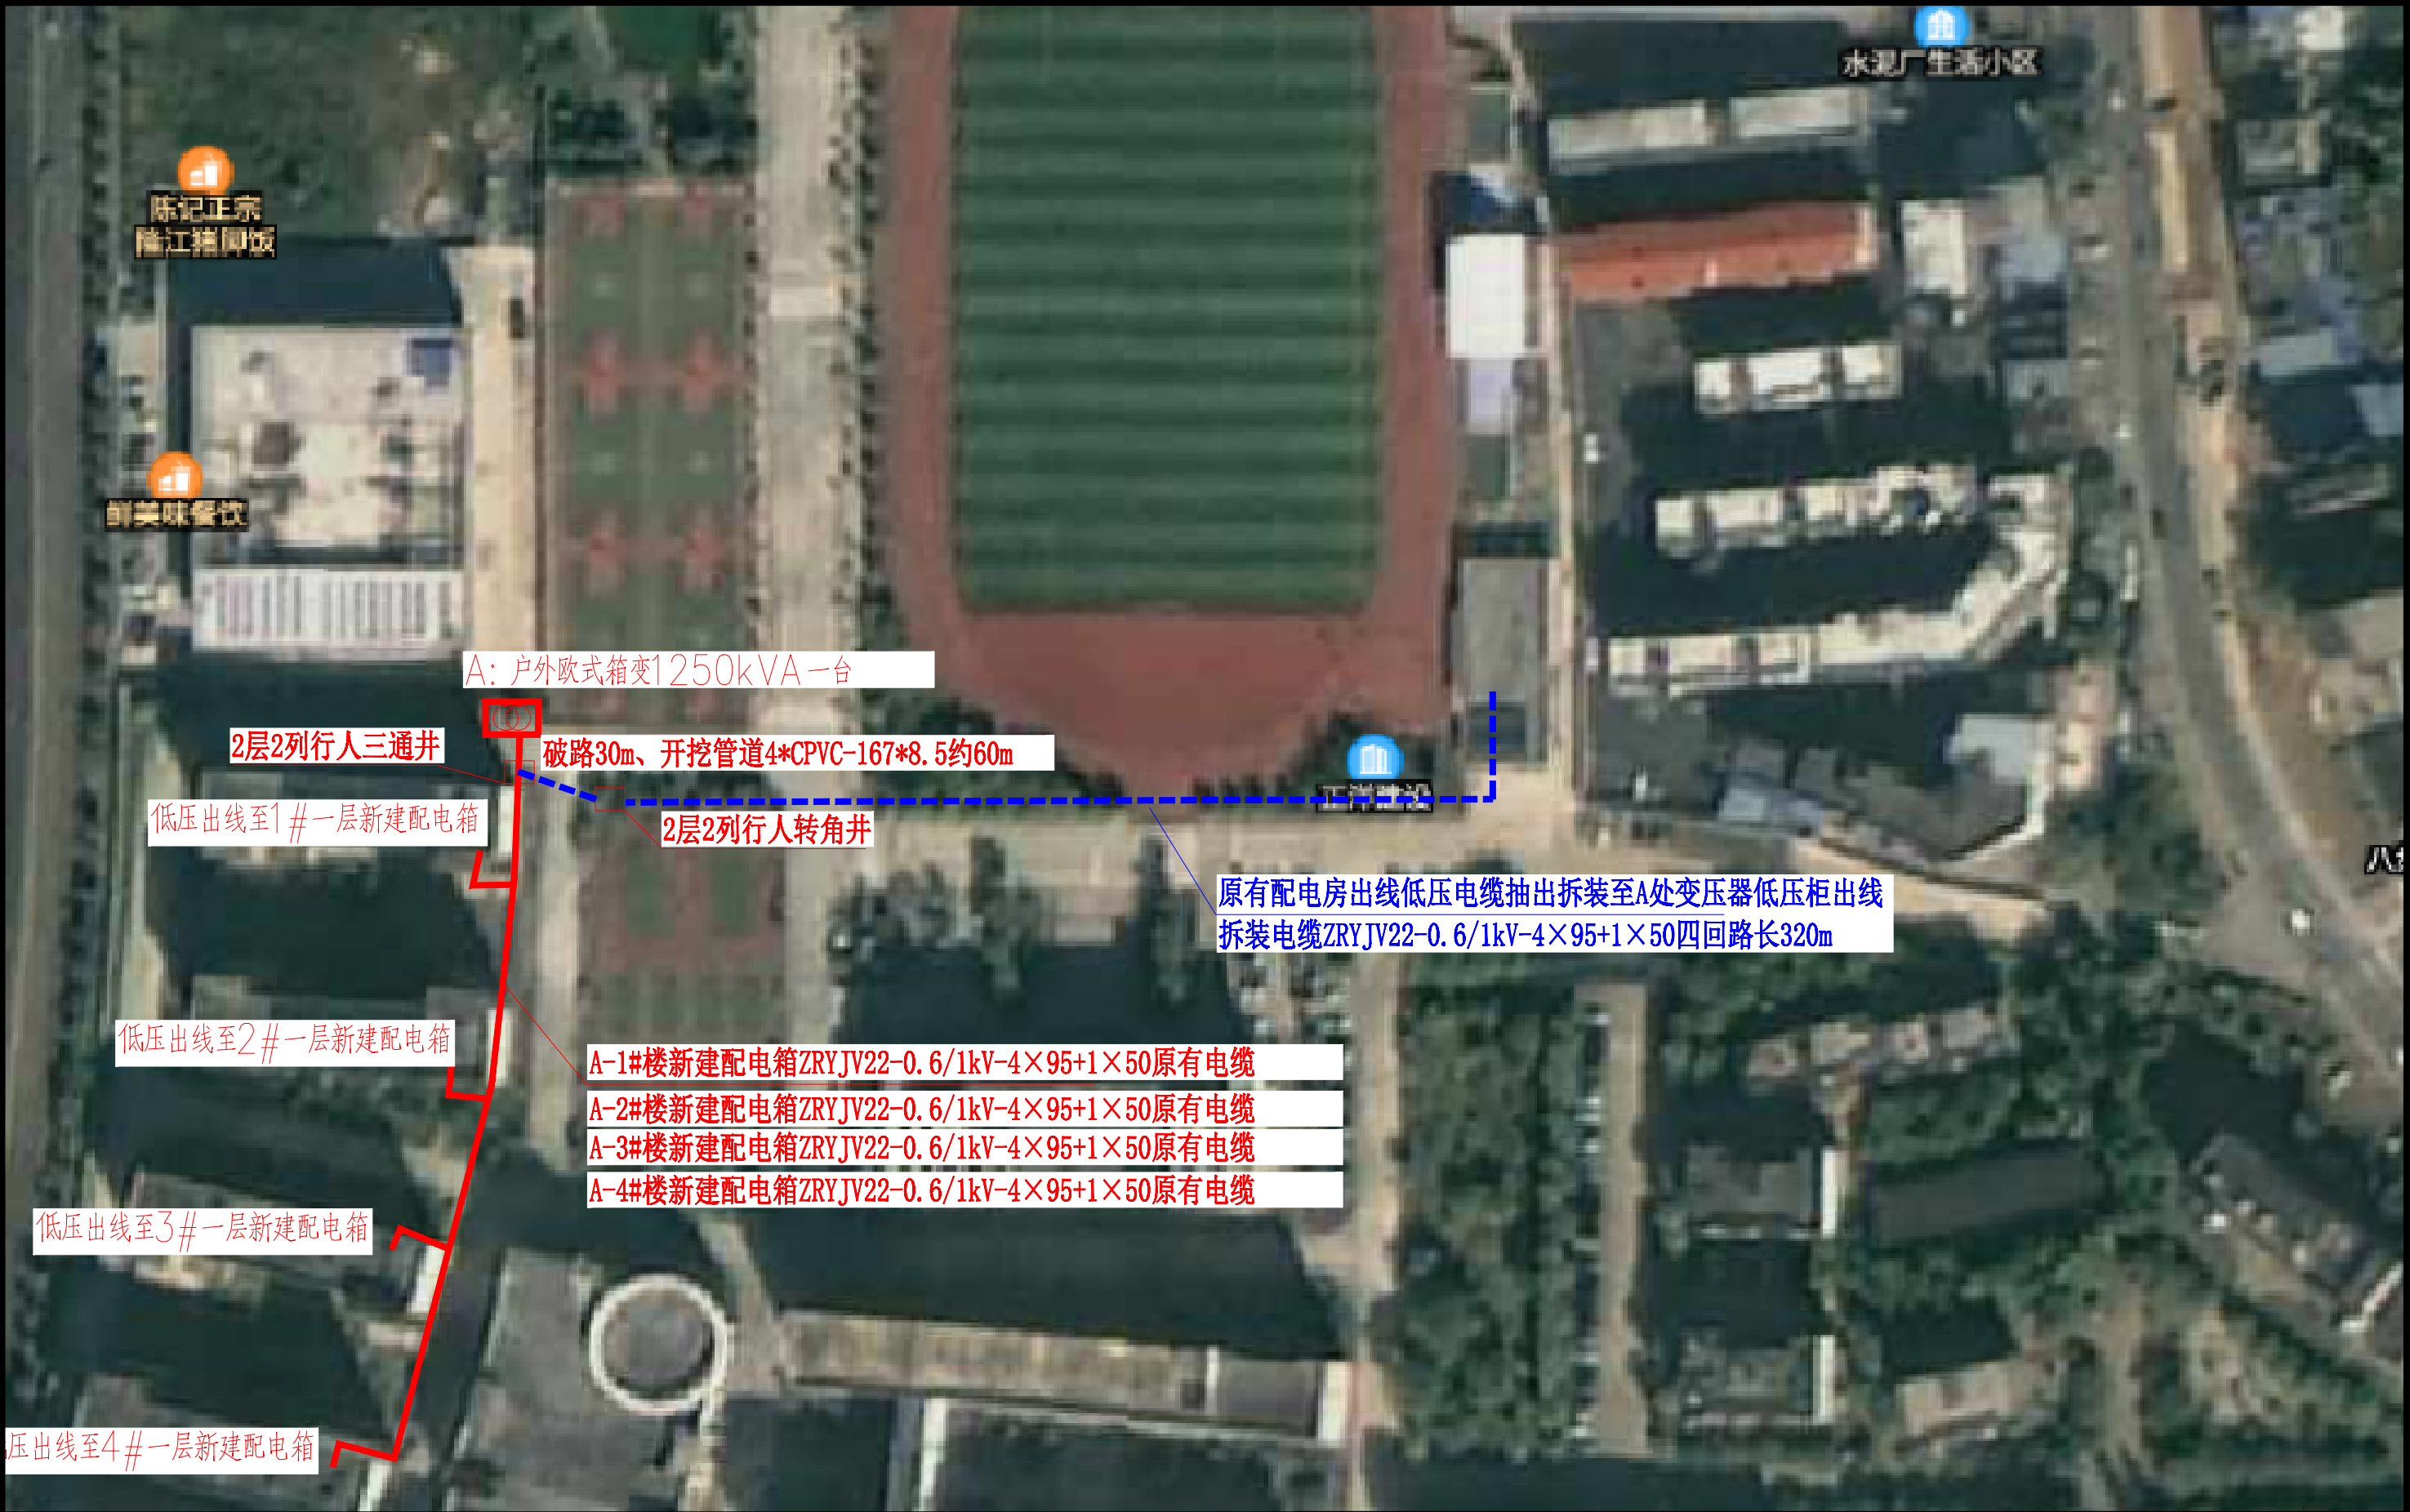 水泥厂生活小区
陈记正宗
隆江猪脚饭
鲜美味餐饮
A: 户外欧式箱变1250kVA一台
2层2列行人三通井
破路30m、开挖管道4*CPVC-167*8.5约60m
低压出线至1#一层新建配电箱
2层2列行人转角井
原有配电房出线低压电缆抽出拆装至A处变压器低压柜出线
拆装电缆ZRYJV22-0.6/1kV-4×95+1×50四回路长320m
低压出线至2#一层新建配电箱
A-1#楼新建配电箱ZRYJV22-0.6/1kV-4×95+1×50原有电缆
A-2#楼新建配电箱ZRYJV22-0.6/1kV-4×95+1×50原有电缆
A-3#楼新建配电箱ZRYJV22-0.6/1kV-4×95+1×50原有电缆
A-4#楼新建配电箱ZRYJV22-0.6/1kV-4×95+1×50原有电缆
低压出线至3#一层新建配电箱
压出线至4#一层新建配电箱